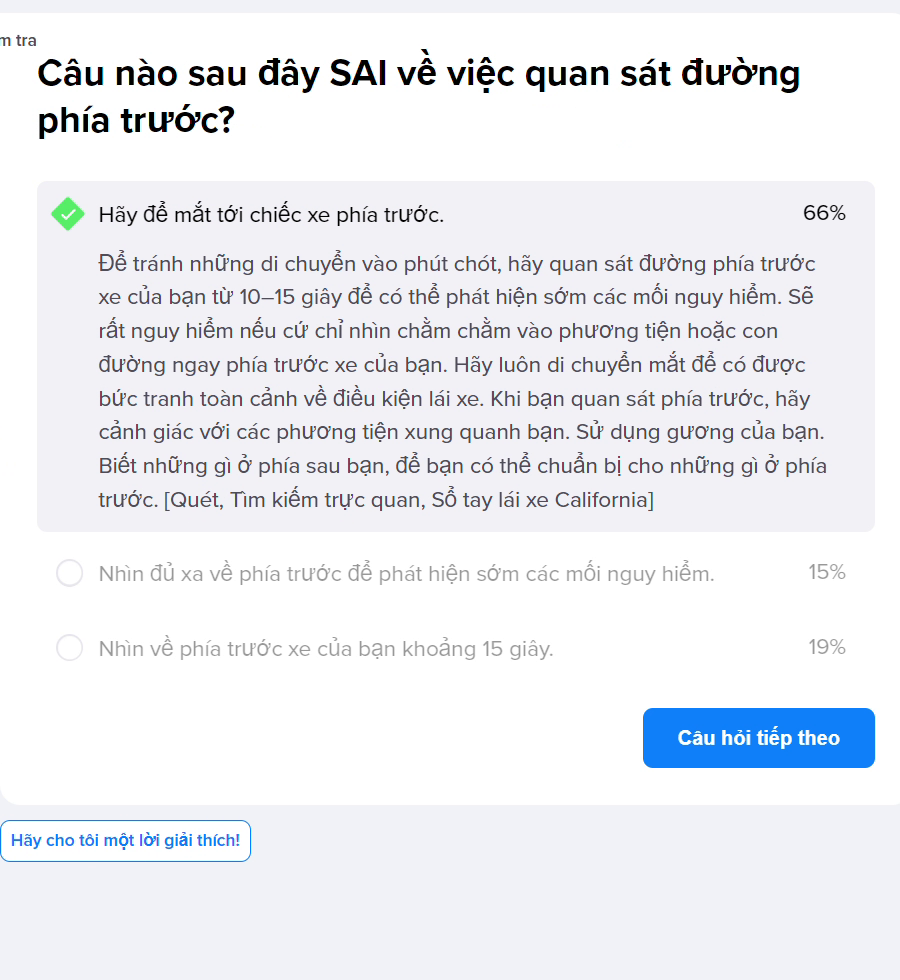 m tra
Câu nào sau đây SAI về việc quan sát đường
phía trước?
Hãy để mắt tới chiếc xe phía trước.
66%
Để tránh những di chuyển vào phút chót, hãy quan sát đường phía trước
xe của bạn từ 10–15 giây để có thể phát hiện sớm các mối nguy hiểm. Sẽ
rất nguy hiểm nếu cứ chỉ nhìn chằm chằm vào phương tiện hoặc con
đường ngay phía trước xe của bạn. Hãy luôn di chuyển mắt để có được
bức tranh toàn cảnh về điều kiện lái xe. Khi bạn quan sát phía trước, hãy
cảnh giác với các phương tiện xung quanh bạn. Sử dụng gương của bạn.
Biết những gì ở phía sau bạn, để bạn có thể chuẩn bị cho những gì ở phía
trước. [Quét, Tìm kiếm trực quan, Sổ tay lái xe California]
Nhìn đủ xa về phía trước để phát hiện sớm các mối nguy hiểm.
15%
Nhìn về phía trước xe của bạn khoảng 15 giây.
19%
Câu hỏi tiếp theo
Hãy cho tôi một lời giải thích!